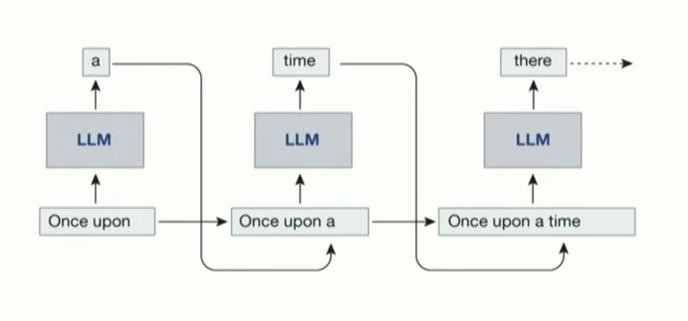 a
time
there
LLM
LLM
LLM
Once upon
Once upon a
Once upon a time